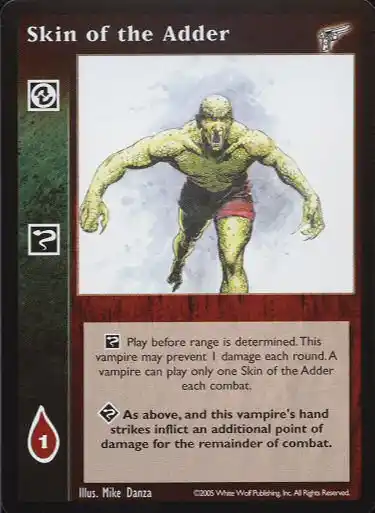 Skin of the Adder
Play before range is determined. This
vampire may prevent 1 damage each round. A
vampire can play only one Skin of the Adder
each combat.
As above, and this vampire's hand
strikes inflict an additional point of
damage for the remainder of combat.
1
Illus. Mike Danza
©2005 White Wolf Publishing, Inc. All Rights Reserved.